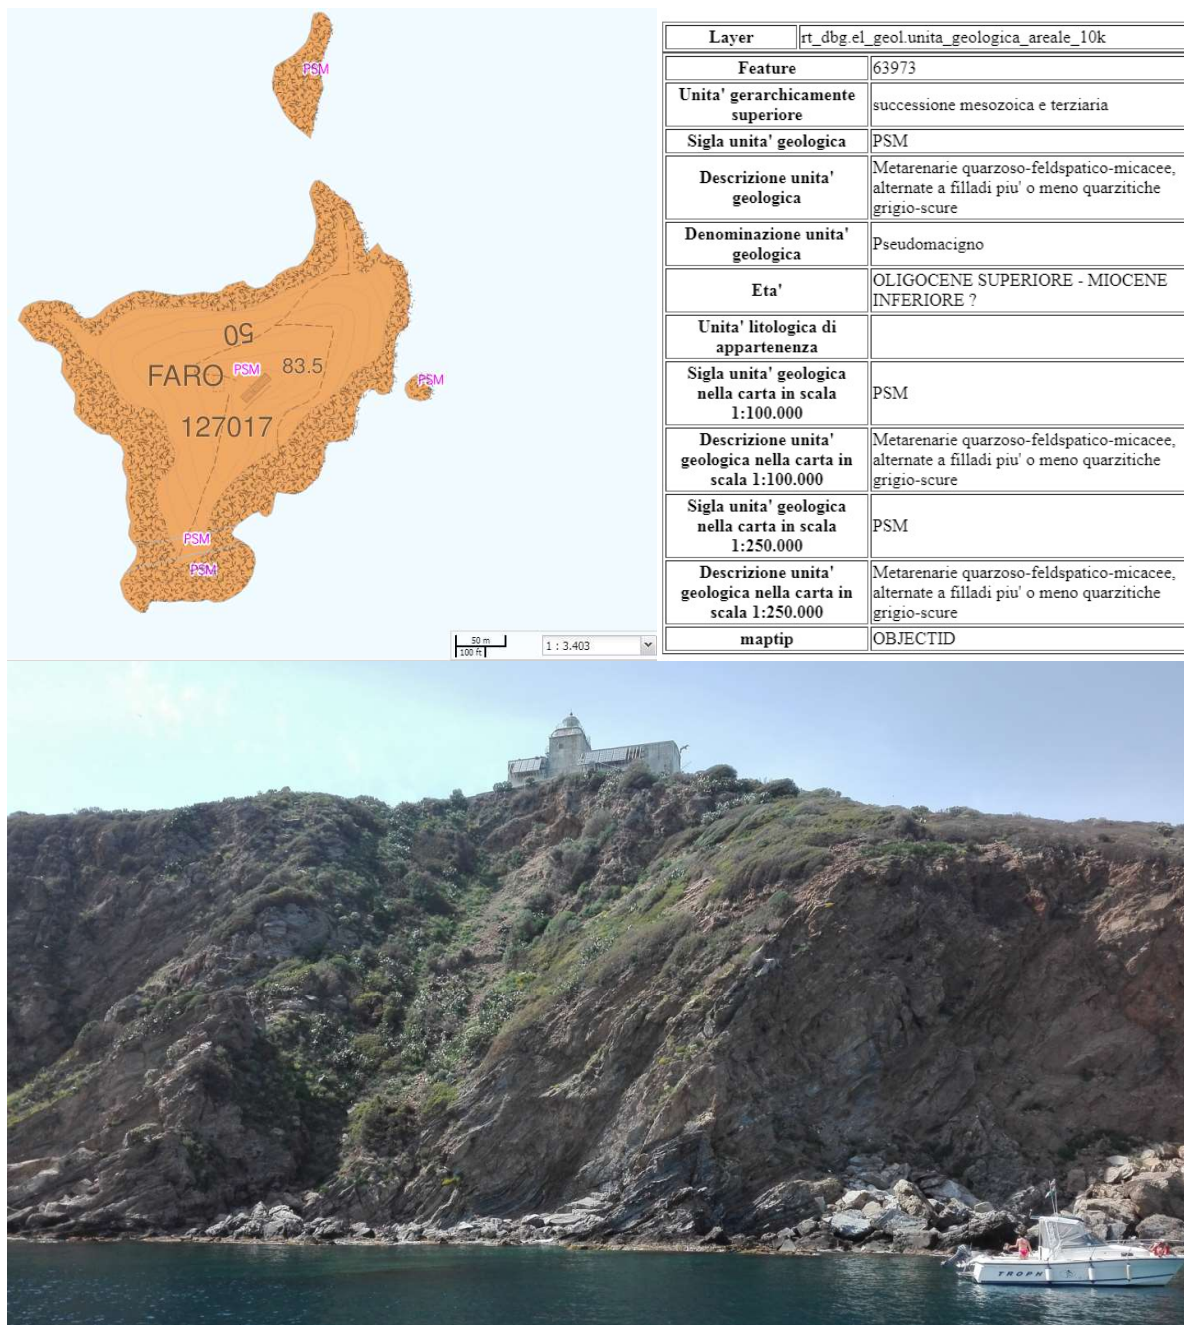 PSM
50
FARO
PSM
83.5
PSM
127017
PSM
PSM
50 m
100 ft
1 : 3.403
Layer rt_dbg.el_geol.unita_geologica_areale_10k
Feature 63973
Unita' gerarchicamente
superiore
successione mesozoica e terziaria
Sigla unita' geologica PSM
Descrizione unita'
geologica
Metarenarie quarzoso-feldspatico-micacee,
alternate a filladi piu' o meno quarzitiche
grigio-scure
Denominazione unita'
geologica
Pseudomacigno
Eta'
OLIGOCENE SUPERIORE - MIOCENE
INFERIORE ?
Unita' litologica di
appartenenza
Sigla unita' geologica
nella carta in scala
1:100.000
PSM
Descrizione unita'
geologica nella carta in
scala 1:100.000
Metarenarie quarzoso-feldspatico-micacee,
alternate a filladi piu' o meno quarzitiche
grigio-scure
Sigla unita' geologica
nella carta in scala
1:250.000
PSM
Descrizione unita'
geologica nella carta in
scala 1:250.000
Metarenarie quarzoso-feldspatico-micacee,
alternate a filladi piu' o meno quarzitiche
grigio-scure
maptip OBJECTID
TROPH